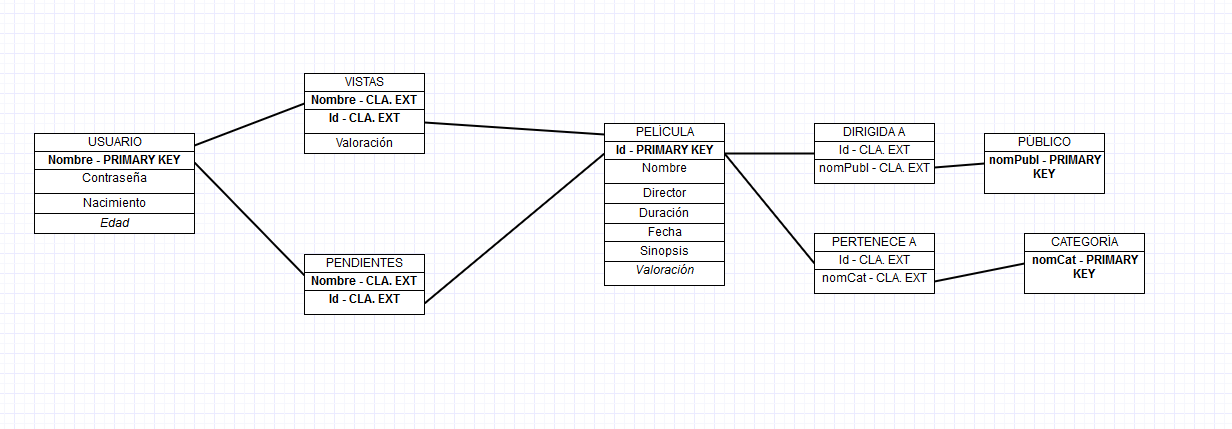 USUARIO
Nombre - PRIMARY KEY
Contraseña
Nacimiento
Edad
VISTAS
Nombre - CLA. EXT
Id - CLA. EXT
Valoración
PENDIENTES
Nombre - CLA. EXT
Id - CLA. EXT
PELÍCULA
Id - PRIMARY KEY
Nombre
Director
Duración
Fecha
Sinopsis
Valoración
DIRIGIDA A
Id - CLA. EXT
nomPubl - CLA. EXT
PERTENECE A
Id - CLA. EXT
nomCat - CLA. EXT
PÚBLICO
nomPubl - PRIMARY
KEY
CATEGORÍA
nomCat - PRIMARY
KEY